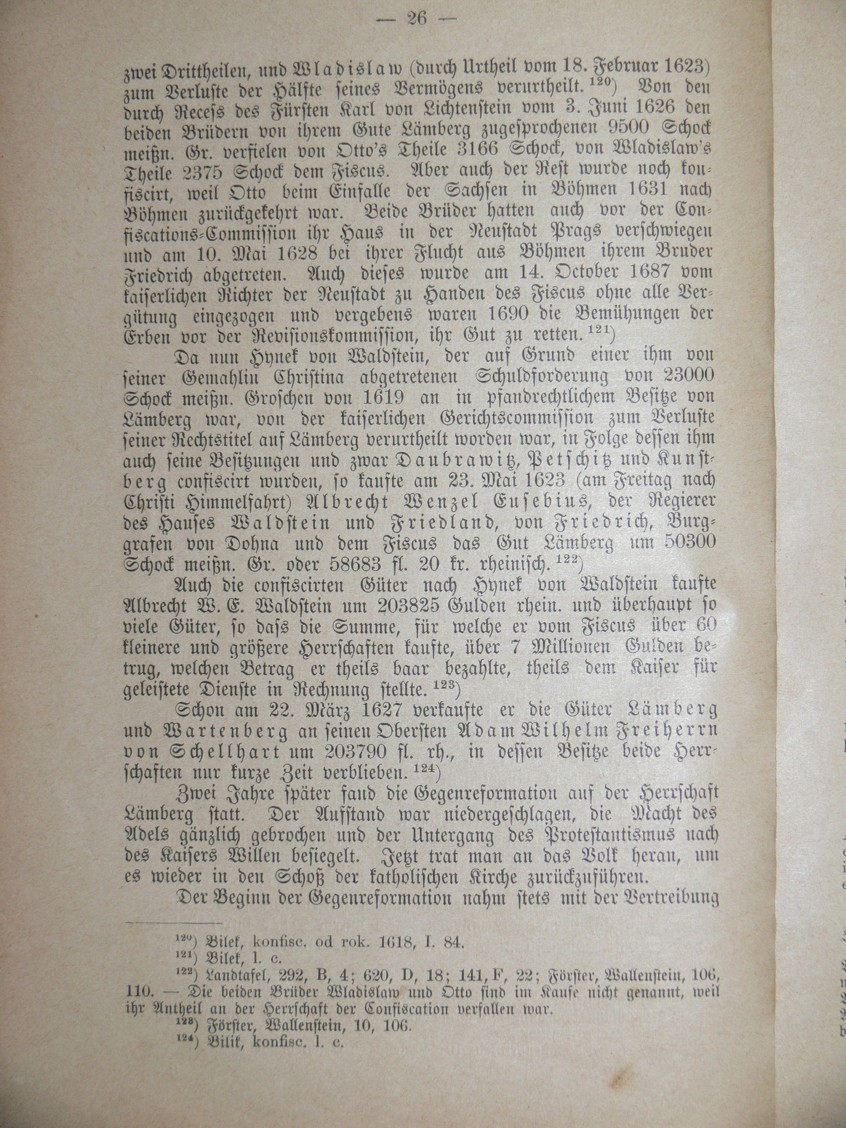 — 26 —
zwei Drittheilen, und Wladislaw (durch Urtheil vom 18. Februar 1623)
zum Verluste der Hälfte seines Vermögens verurtheilt. ¹²⁰) Von den
durch Recess des Fürsten Karl von Lichtenstein vom 3. Juni 1626 den
beiden Brüdern von ihrem Gute Lämberg zugesprochenen 9500 Schock
meißn. Gr. verfielen von Otto's Theile 3166 Schock, von Wladislaw's
Theile 2375 Schock dem Fiscus. Aber auch der Rest wurde noch con-
fiscirt, weil Otto beim Einfalle der Sachsen in Böhmen 1631 nach
Böhmen zurückgekehrt war. Beide Brüder hatten auch vor der Con-
fiscations-Commission ihr Haus in der Neustadt Prags verschwiegen
und am 10. Mai 1628 bei ihrer Flucht aus Böhmen ihrem Bruder
Friedrich abgetreten. Auch dieses wurde am 14. October 1687 vom
kaiserlichen Richter der Neustadt zu Handen des Fiscus ohne alle Ver-
gütung eingezogen und vergebens waren 1690 die Bemühungen der
Erben vor der Revisionskommission, ihr Gut zu retten. ¹²¹)
Da nun Hynek von Waldstein, der auf Grund einer ihm von
seiner Gemahlin Christina abgetretenen Schuldforderung von 23000
Schock meißn. Groschen von 1619 an in pfandrechtlichem Besitze von
Lämberg war, von der kaiserlichen Gerichtscommission zum Verluste
seiner Rechtstitel auf Lämberg verurtheilt worden war, in Folge dessen ihm
auch seine Besitzungen und zwar Daubrawitz, Petschitz und Kunst-
berg confiscirt wurden, so kaufte am 23. Mai 1623 (am Freitag nach
Christi Himmelfahrt) Albrecht Wenzel Eusebius, der Regierer
des Hauses Waldstein und Friedland, von Friedrich, Burg-
grafen von Dohna und dem Fiscus das Gut Lämberg um 50300
Schock meißn. Gr. oder 58683 fl. 20 kr. rheinisch. ¹²²)
Auch die confiscirten Güter nach Hynek von Waldstein kaufte
Albrecht W. E. Waldstein um 203825 Gulden rhein. und überhaupt so
viele Güter, so dass die Summe, für welche er vom Fiscus über 60
kleinere und größere Herrschaften kaufte, über 7 Millionen Gulden be-
trug, welchen Betrag er theils baar bezahlte, theils dem Kaiser für
geleistete Dienste in Rechnung stellte. ¹²³)
Schon am 22. März 1627 verkaufte er die Güter Lämberg
und Wartenberg an seinen Obersten Adam Wilhelm Freiherrn
von Schellhart um 203790 fl. rh., in dessen Besitze beide Herr-
schaften nur kurze Zeit verblieben. ¹²⁴)
Zwei Jahre später fand die Gegenreformation auf der Herrschaft
Lämberg statt. Der Aufstand war niedergeschlagen, die Macht des
Adels gänzlich gebrochen und der Untergang des Protestantismus nach
des Kaisers Willen besiegelt. Jetzt trat man an das Volk heran, um
es wieder in den Schoß der katholischen Kirche zurückzuführen.
Der Beginn der Gegenreformation nahm stets mit der Vertreibung
¹²⁰) Bilek, konfisc. od rok. 1618, I. 84.
¹²¹) Bilek, l. c.
¹²²) Landtafel, 292, B, 4; 620, D, 18; 141, F, 22; Förster, Wallenstein, 106,
110. — Die beiden Brüder Wladislaw und Otto sind im Kaufe nicht genannt, weil
ihr Antheil an der Herrschaft der Confiscation verfallen war.
¹²³) Förster, Wallenstein, 10, 106.
¹²⁴) Bilik, konfisc. l. c.